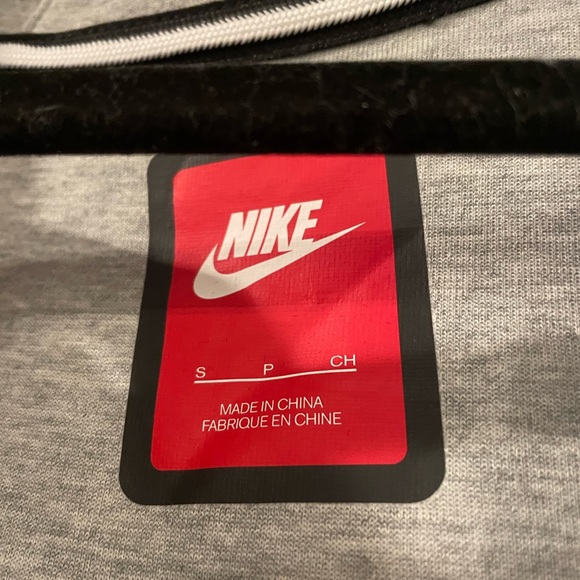 NIKE
S P CH
MADE IN CHINA
FABRIQUE EN CHINE